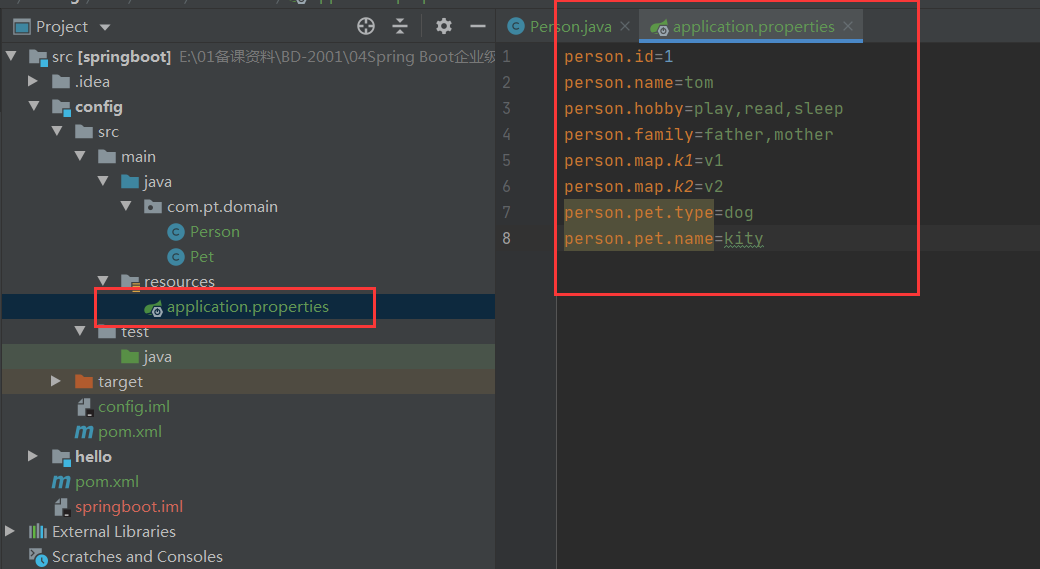 Project
src [springboot] E:\01备课资料\BD-2001\04Spring Boot企业级
.idea
config
src
main
java
com.pt.domain
Person
Pet
resources
application.properties
test
java
target
config.iml
pom.xml
hello
pom.xml
springboot.iml
External Libraries
Scratches and Consoles
Person.java
application.properties
1 person.id=1
2 person.name=tom
3 person.hobby=play,read,sleep
4 person.family=father,mother
5 person.map.k1=v1
6 person.map.k2=v2
7 person.pet.type=dog
8 person.pet.name=kity